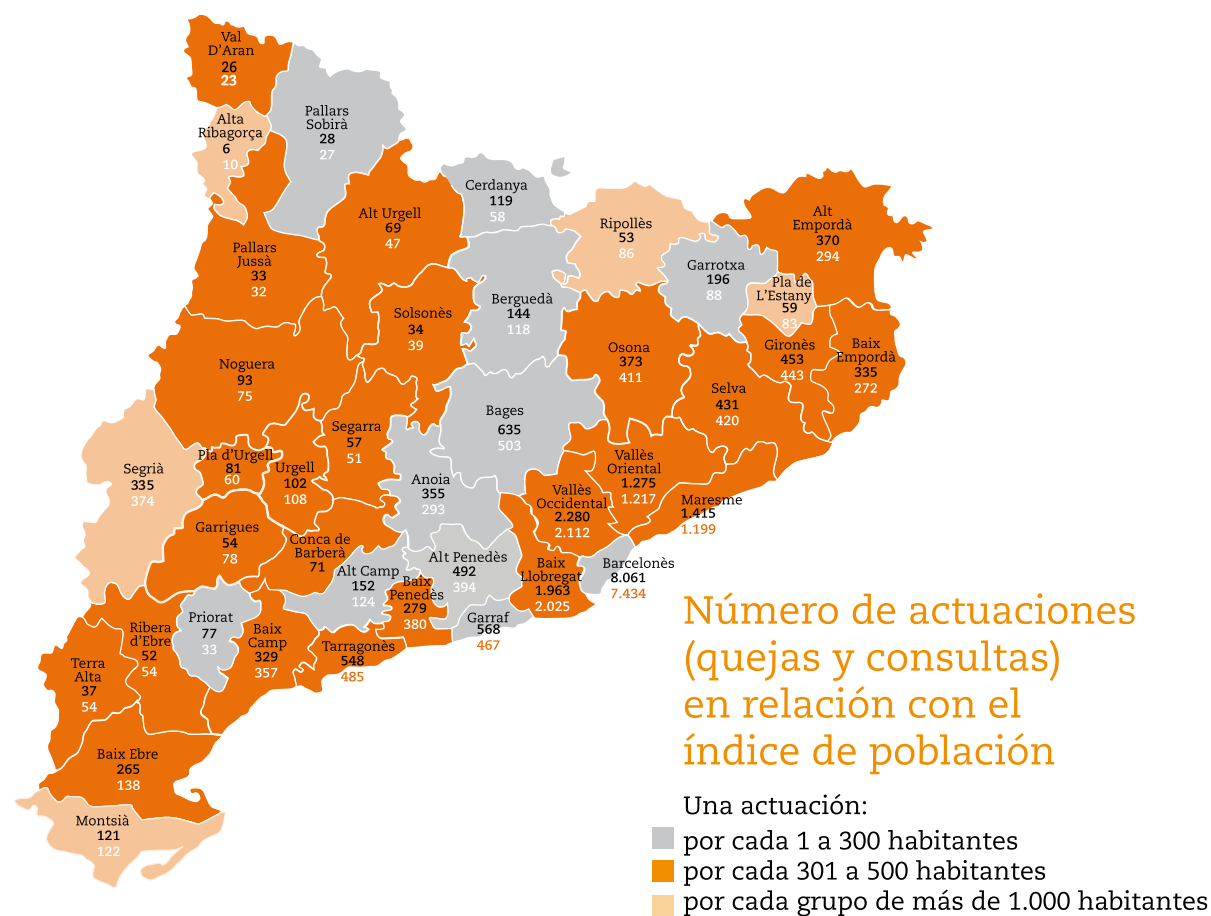 Val
D'Aran
26
23
Alta
Ribagorça
6
10
Pallars
Sobirà
28
27
Cerdanya
119
58
Alt Urgell
69
47
Ripollès
53
86
Alt
Empordà
370
294
Pallars
Jussà
33
32
Garrotxa
196
88
Pla de
L'Estany
59
83
Berguedà
144
118
Solsonès
34
39
Osona
373
411
Gironès
453
443
Baix
Empordà
335
272
Noguera
93
75
Selva
431
420
Bages
635
503
Segarra
57
51
Segrià
335
374
Pla d'Urgell
81
60
Urgell
102
108
Anoia
355
293
Vallès
Oriental
1.275
1.217
Vallès
Occidental
2.280
2.112
Maresme
1.415
1.199
Garrigues
54
78
Conca de
Barberà
71
Alt Camp
152
124
Alt Penedès
492
394
Baix
Penedès
279
380
Baix
Llobregat
1.963
2.025
Barcelonès
8.061
7.434
Garraf
568
467
Priorat
77
33
Ribera
d'Ebre
52
54
Baix
Camp
329
357
Tarragonès
548
485
Terra
Alta
37
54
Baix Ebre
265
138
Montsià
121
122
Número de actuaciones
(quejas y consultas)
en relación con el
índice de población
Una actuación:
por cada 1 a 300 habitantes
por cada 301 a 500 habitantes
por cada grupo de más de 1.000 habitantes